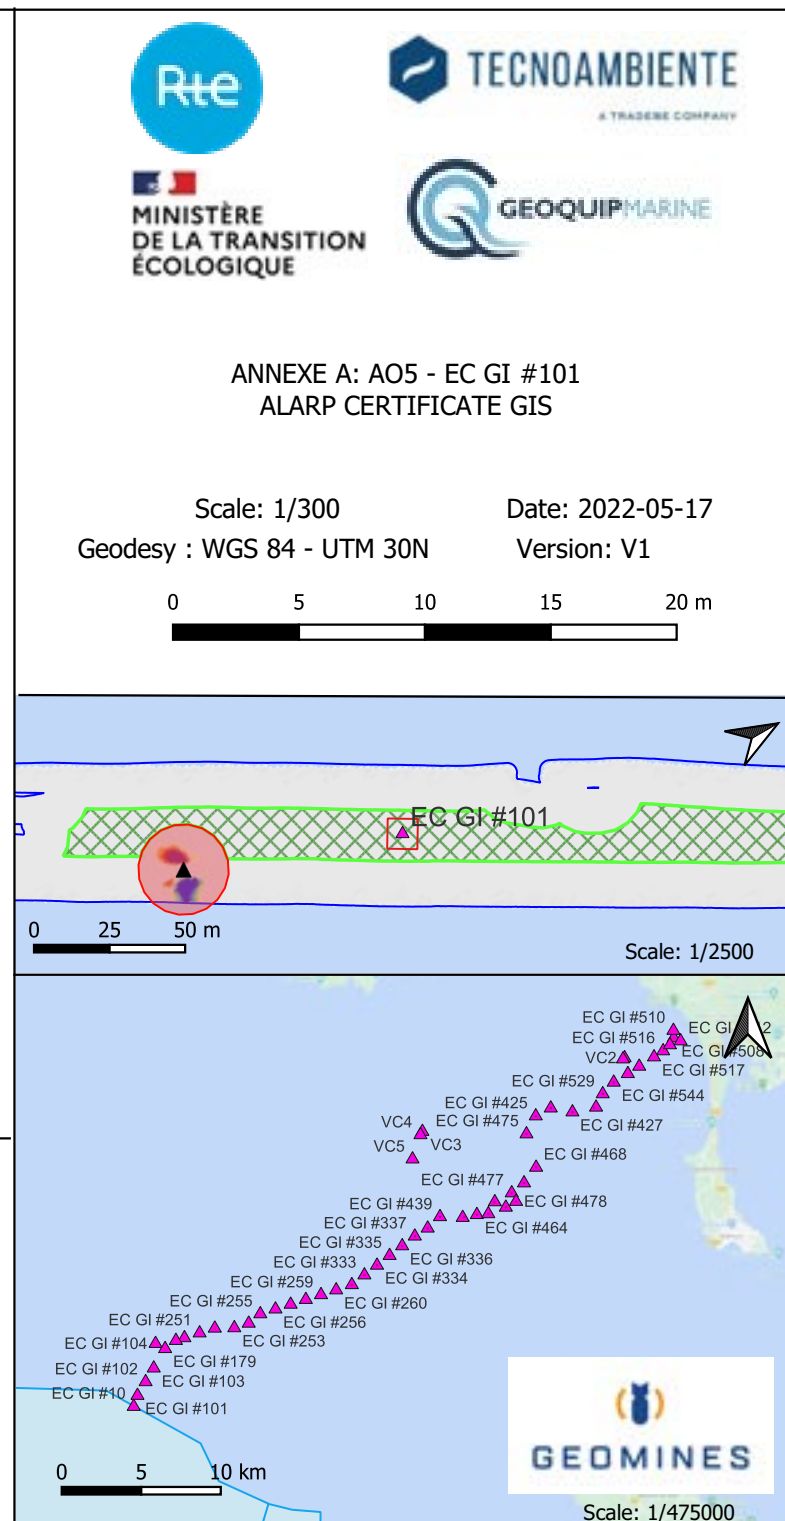 Rte
TECNOAMBIENTE
A TRADEBE COMPANY
MINISTÈRE
DE LA TRANSITION
ÉCOLOGIQUE
GEOQUIPMARINE
ANNEXE A: AO5 - EC GI #101
ALARP CERTIFICATE GIS
Scale: 1/300
Date: 2022-05-17
Geodesy : WGS 84 - UTM 30N
Version: V1
0 5 10 15 20 m
EC GI #101
0 25 50 m
Scale: 1/2500
EC GI #510
EC GI
2
EC GI #516
EC GI #508
VC2
EC GI #517
EC GI #529
EC GI #544
EC GI #425
EC GI #427
EC GI #475
VC4
VC3
VC5
EC GI #468
EC GI #477
EC GI #478
EC GI #439
EC GI #464
EC GI #337
EC GI #335
EC GI #336
EC GI #333
EC GI #334
EC GI #259
EC GI #260
EC GI #255
EC GI #256
EC GI #251
EC GI #253
EC GI #104
EC GI #179
EC GI #102
EC GI #103
EC GI #10
EC GI #101
0 5 10 km
GEOMINES
Scale: 1/475000